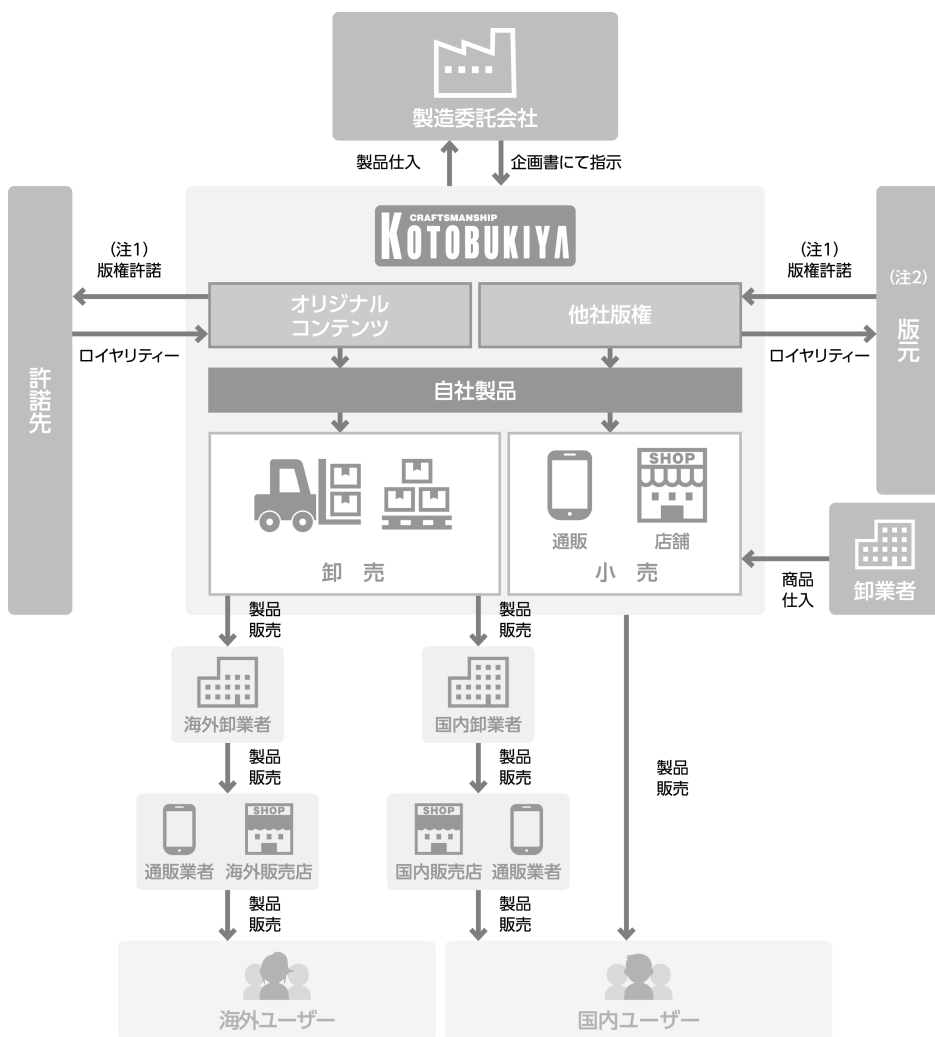 製造委託会社
製品仕入
企画書にて指示
CRAFTSMANSHIP
KOTOBUKIYA
(注1)
版権許諾
(注1)
版権許諾
(注2)
版元
オリジナル
コンテンツ
他社版権
ロイヤリティー
ロイヤリティー
許諾先
自社製品
SHOP
通販
店舗
卸 売
小 売
商品
仕入
卸業者
製品
販売
製品
販売
海外卸業者
国内卸業者
製品
販売
製品
販売
製品
販売
SHOP
SHOP
通販業者
海外販売店
国内販売店
通販業者
製品
販売
製品
販売
海外ユーザー
国内ユーザー